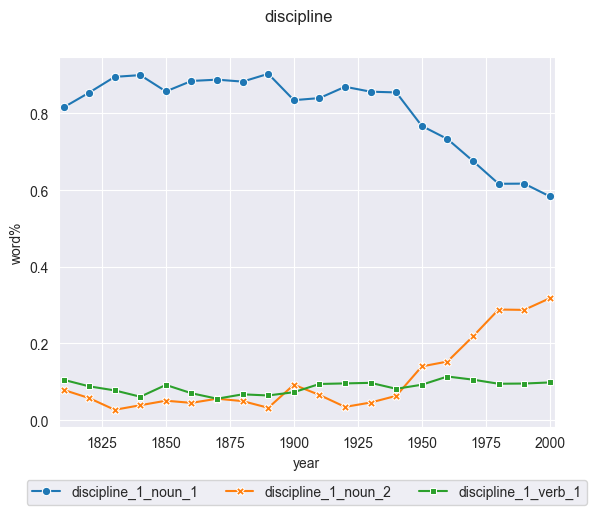 discipline
0.8
0.6
0.4
0.2
0.0
word%
1825 1850 1875 1900 1925 1950 1975 2000
year
discipline_1_noun_1 discipline_1_noun_2 discipline_1_verb_1